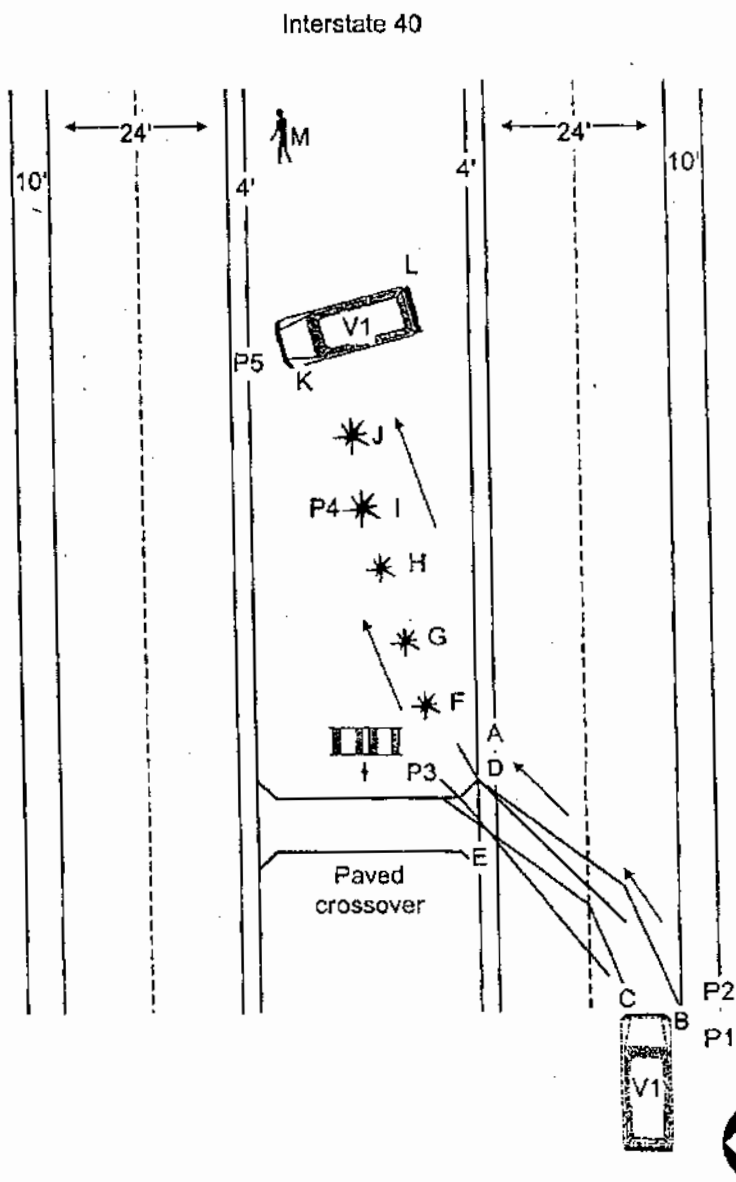 Interstate 40
24'
M
24'
10'
4'
4'
10'
L
V1
P5
K
J
P4
I
H
G
F
A
P3
D
E
Paved
crossover
C
B
P2
P1
V1